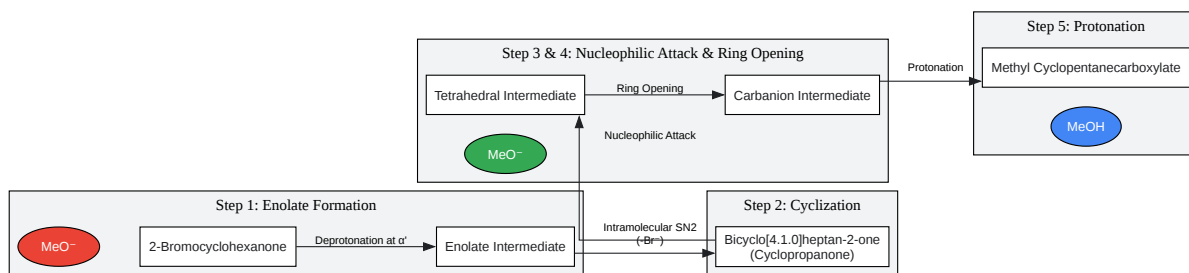 Step 5: Protonation
Methyl Cyclopentanecarboxylate
MeOH
Protonation
Step 3 & 4: Nucleophilic Attack & Ring Opening
Tetrahedral Intermediate
Ring Opening
Carbanion Intermediate
MeO⁻
Nucleophilic Attack
Step 1: Enolate Formation
MeO⁻
2-Bromocyclohexanone
Deprotonation at α'
Enolate Intermediate
Intramolecular SN2
(-Br⁻)
Step 2: Cyclization
Bicyclo[4.1.0]heptan-2-one
(Cyclopropanone)